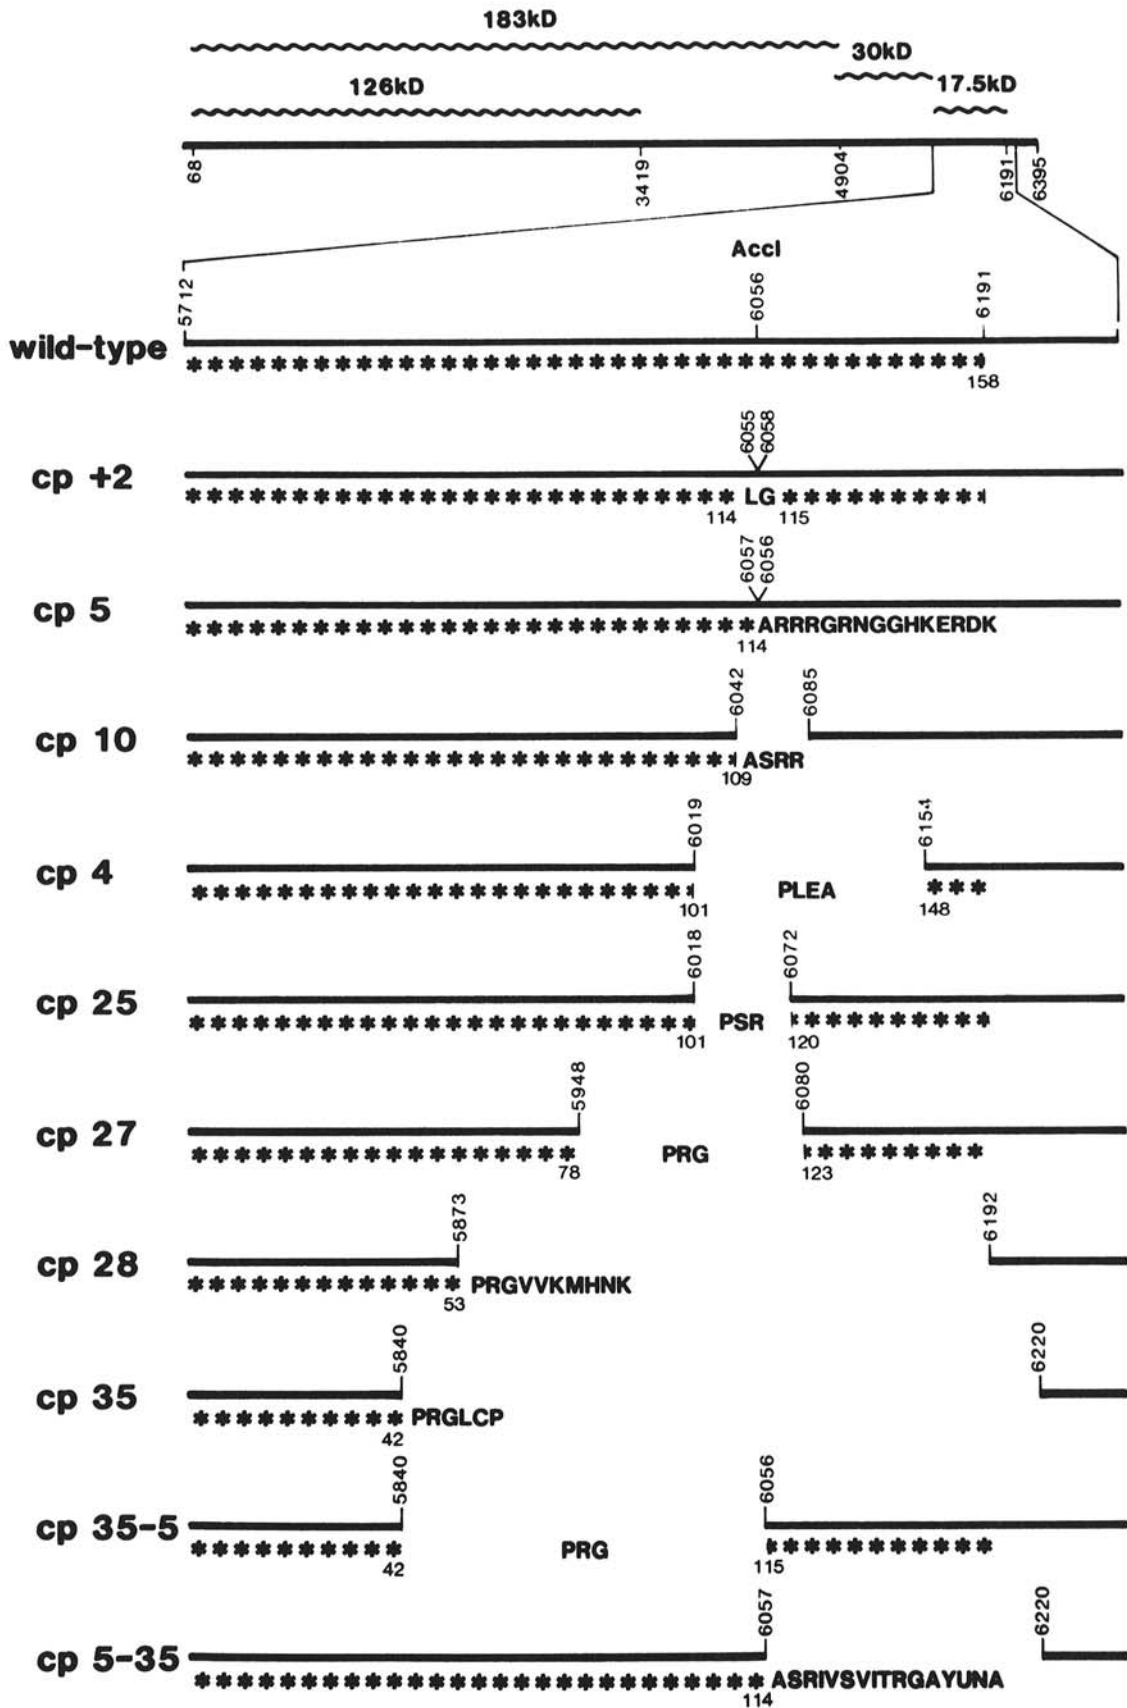 183kD
30kD
126kD
17.5kD
68
3419
4904
6191
6395
AccI
5712
6056
6191
wild-type
158
6055
6058
cp +2
LG
114
115
6057
6056
cp 5
ARRRGRNGGHKERDK
114
6042
6085
cp 10
ASRR
109
6019
6154
cp 4
PLEA
101
148
6018
6072
cp 25
PSR
101
120
5948
6080
cp 27
PRG
78
123
5873
6192
cp 28
PRGVVKMHNK
53
5840
6220
cp 35
PRGLCP
42
5840
6056
cp 35-5
PRG
42
115
6057
6220
cp 5-35
ASRIVSVITRGAYUNA
114